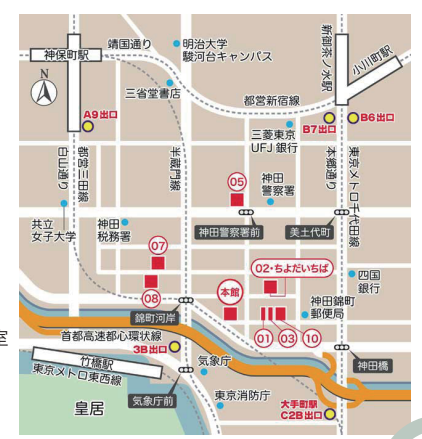 靖国通り
明治大学
駿河台キャンパス
神保町駅
N
三省堂書店
新御茶ノ水駅
小川町駅
都営新宿線
A9出口
B7出口
B6出口
三菱東京
UFJ 銀行
白山通り
都営三田線
半蔵門線
本郷通り
東京メトロ千代田線
05
神田
警察署
共立
女子大学
神田
税務署
神田警察署前
美土代町
07
08
02・ちよだいちば
本館
四国
銀行
錦町河岸
神田錦町
郵便局
01
03
10
室
首都高速都心環状線
3B出口
竹橋駅
東京メトロ東西線
気象庁
神田橋
気象庁前
東京消防庁
大手町駅
C2B出口
皇居